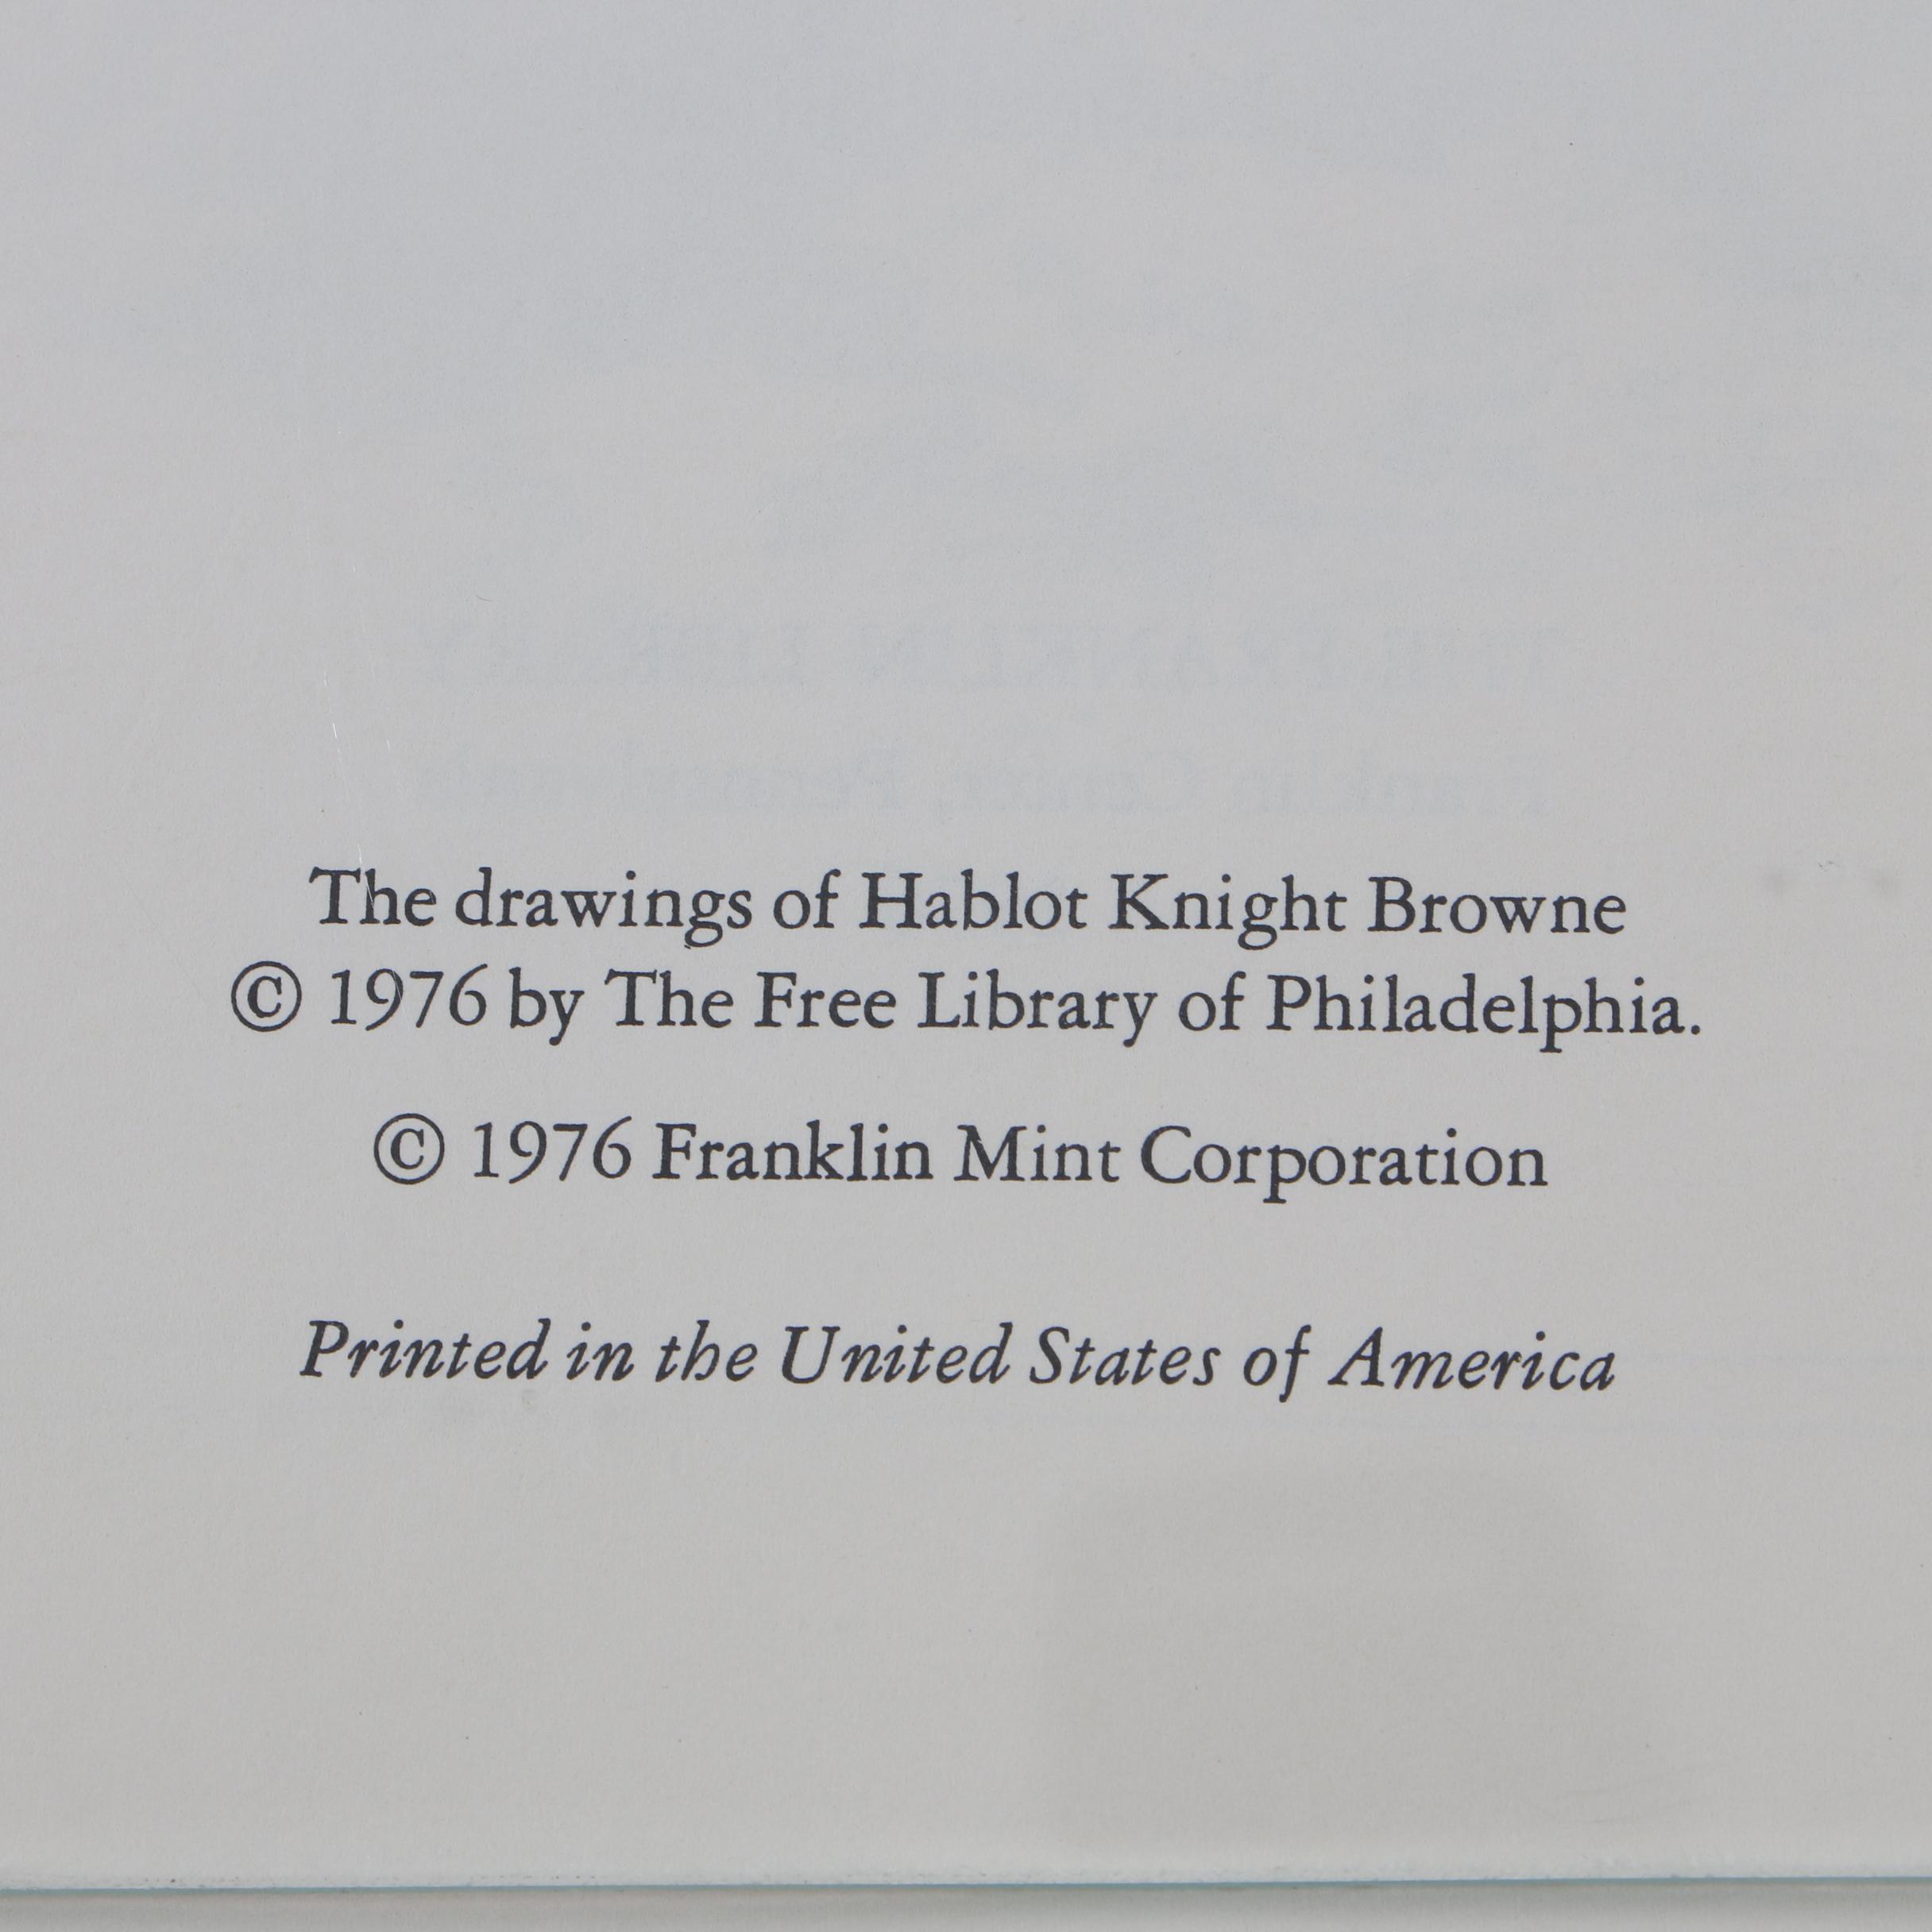 The drawings of Hablot Knight Browne
© 1976 by The Free Library of Philadelphia.
© 1976 Franklin Mint Corporation
Printed in the United States of America